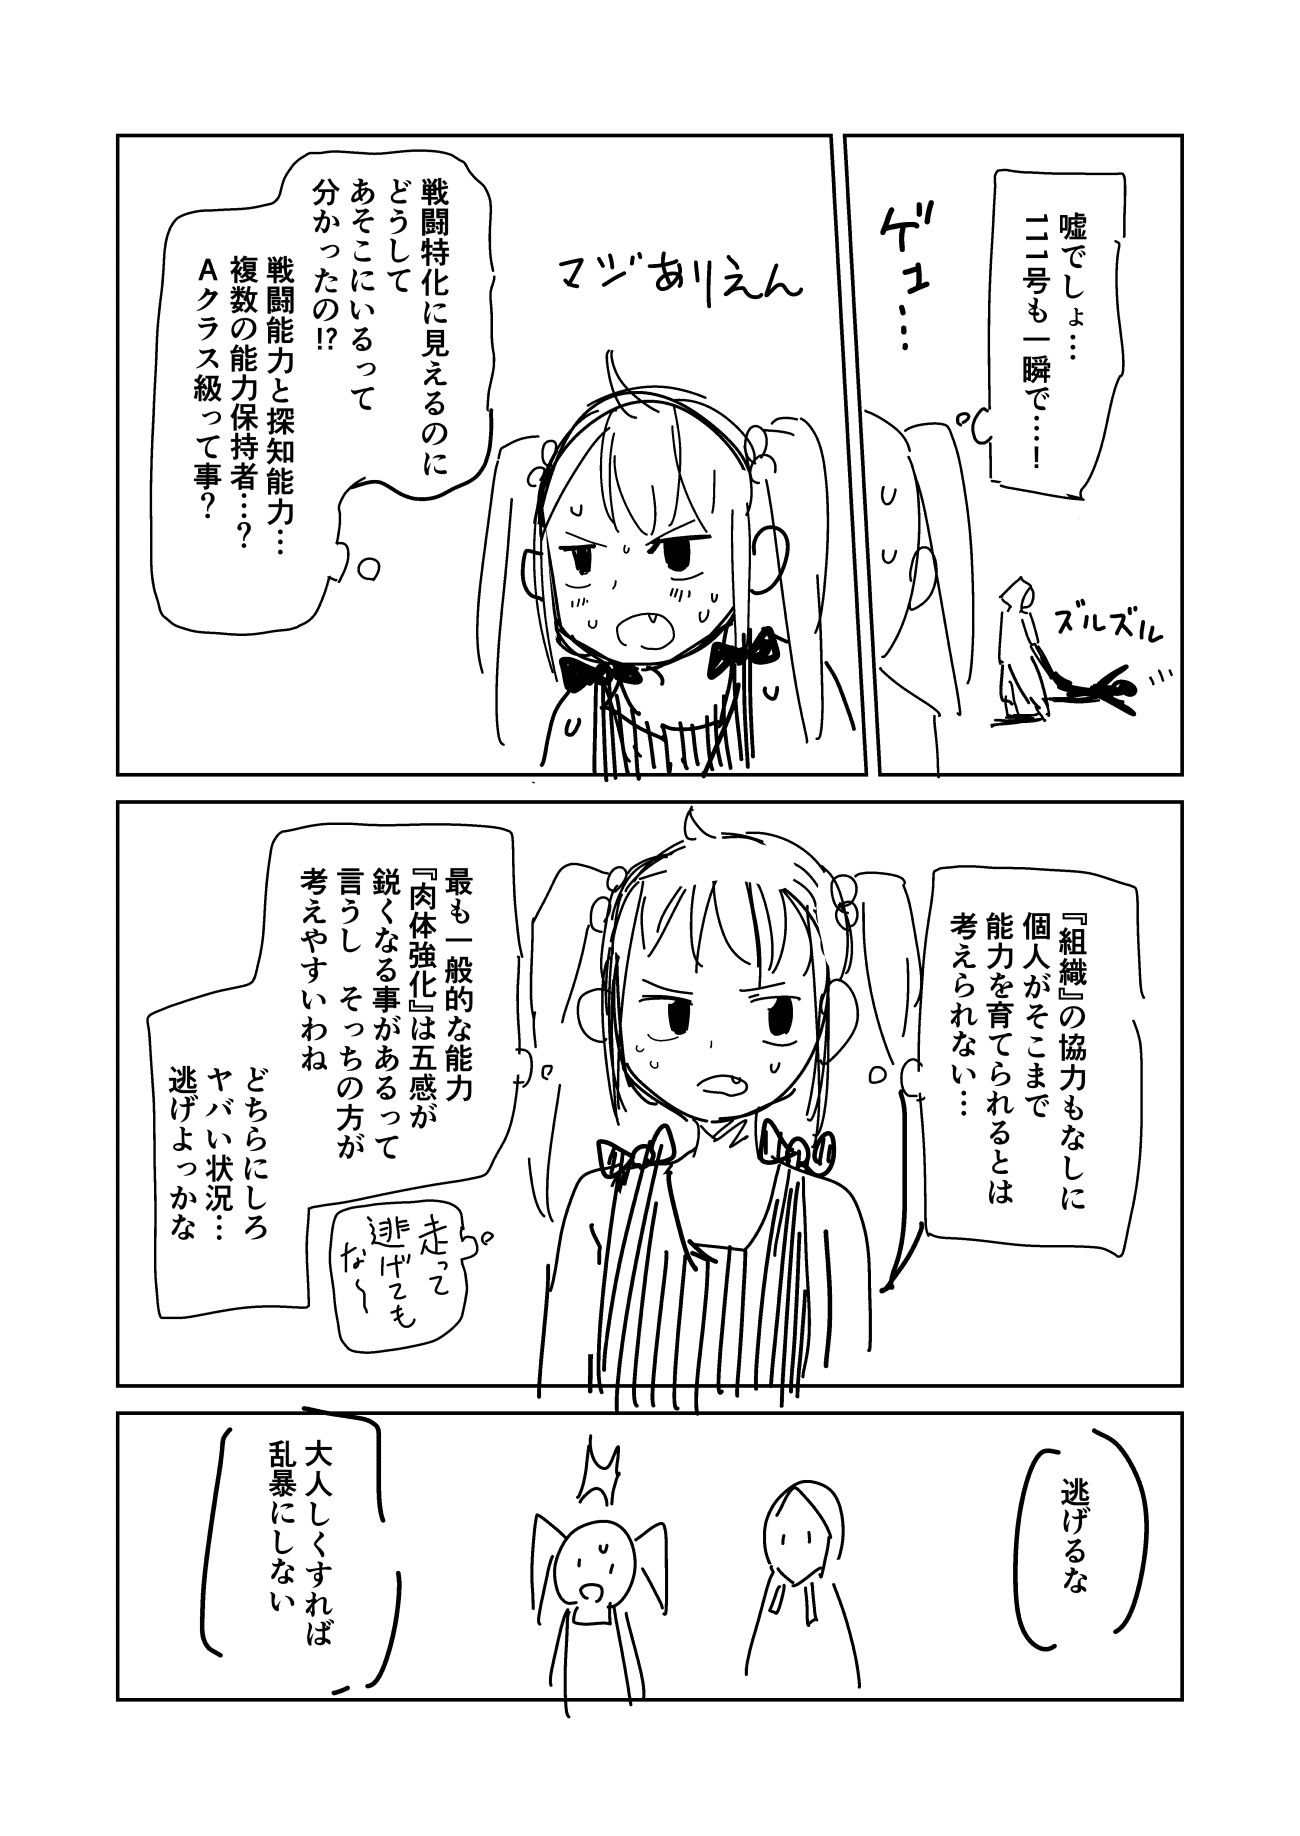 嘘でしょ…
111号も一瞬で…!
ゲュ…
ズルズル
マジありえん
戦闘特化に見えるのに
どうして
あそこにいるって
分かったの!?
戦闘能力と探知能力…
複数の能力保持者…?
Aクラス級って事?
『組織』の協力もなしに
個人がそこまで
能力を育てられるとは
考えられない…
最も一般的な能力
『肉体強化』は五感が
鋭くなる事があるって
言うし そっちの方が
考えやすいわね
どちらにしろ
ヤバい状況…
逃げよっかな
走って
逃げても
な〜
逃げるな
大人しくすれば
乱暴にしない